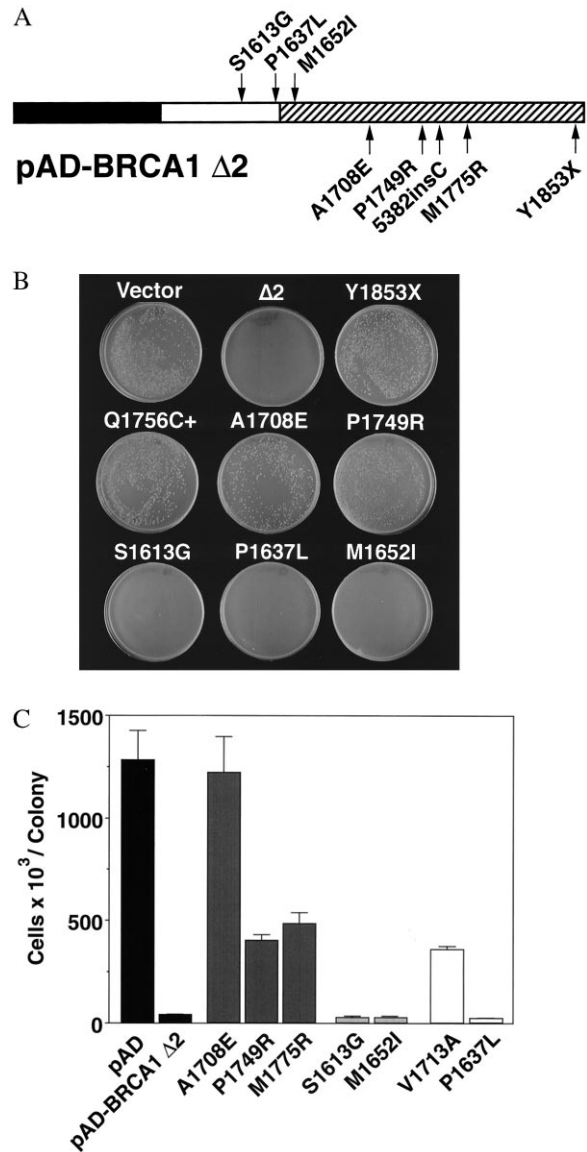 A
S1613G
P1637L
M1652I
pAD-BRCA1 Δ2
A1708E
P1749R
5382insC
M1775R
Y1853X
B
Vector Δ2 Y1853X
Q1756C+ A1708E P1749R
S1613G P1637L M1652I
C
Cells x 10³/ Colony
1500
1000
500
0
pAD
pAD-BRCA1 Δ2
A1708E
P1749R
M1775R
S1613G
M1652I
V1713A
P1637L